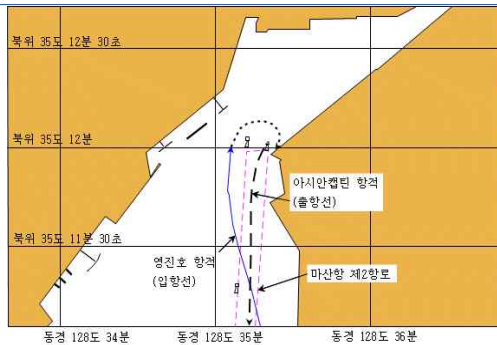 북위 35도 12분 30초
북위 35도 12분
아시안캡틴 항적
(출항선)
북위 35도 11분 30초
영진호 항적
(입항선)
마산항 제2항로
동경 128도 34분
동경 128도 35분
동경 128도 36분